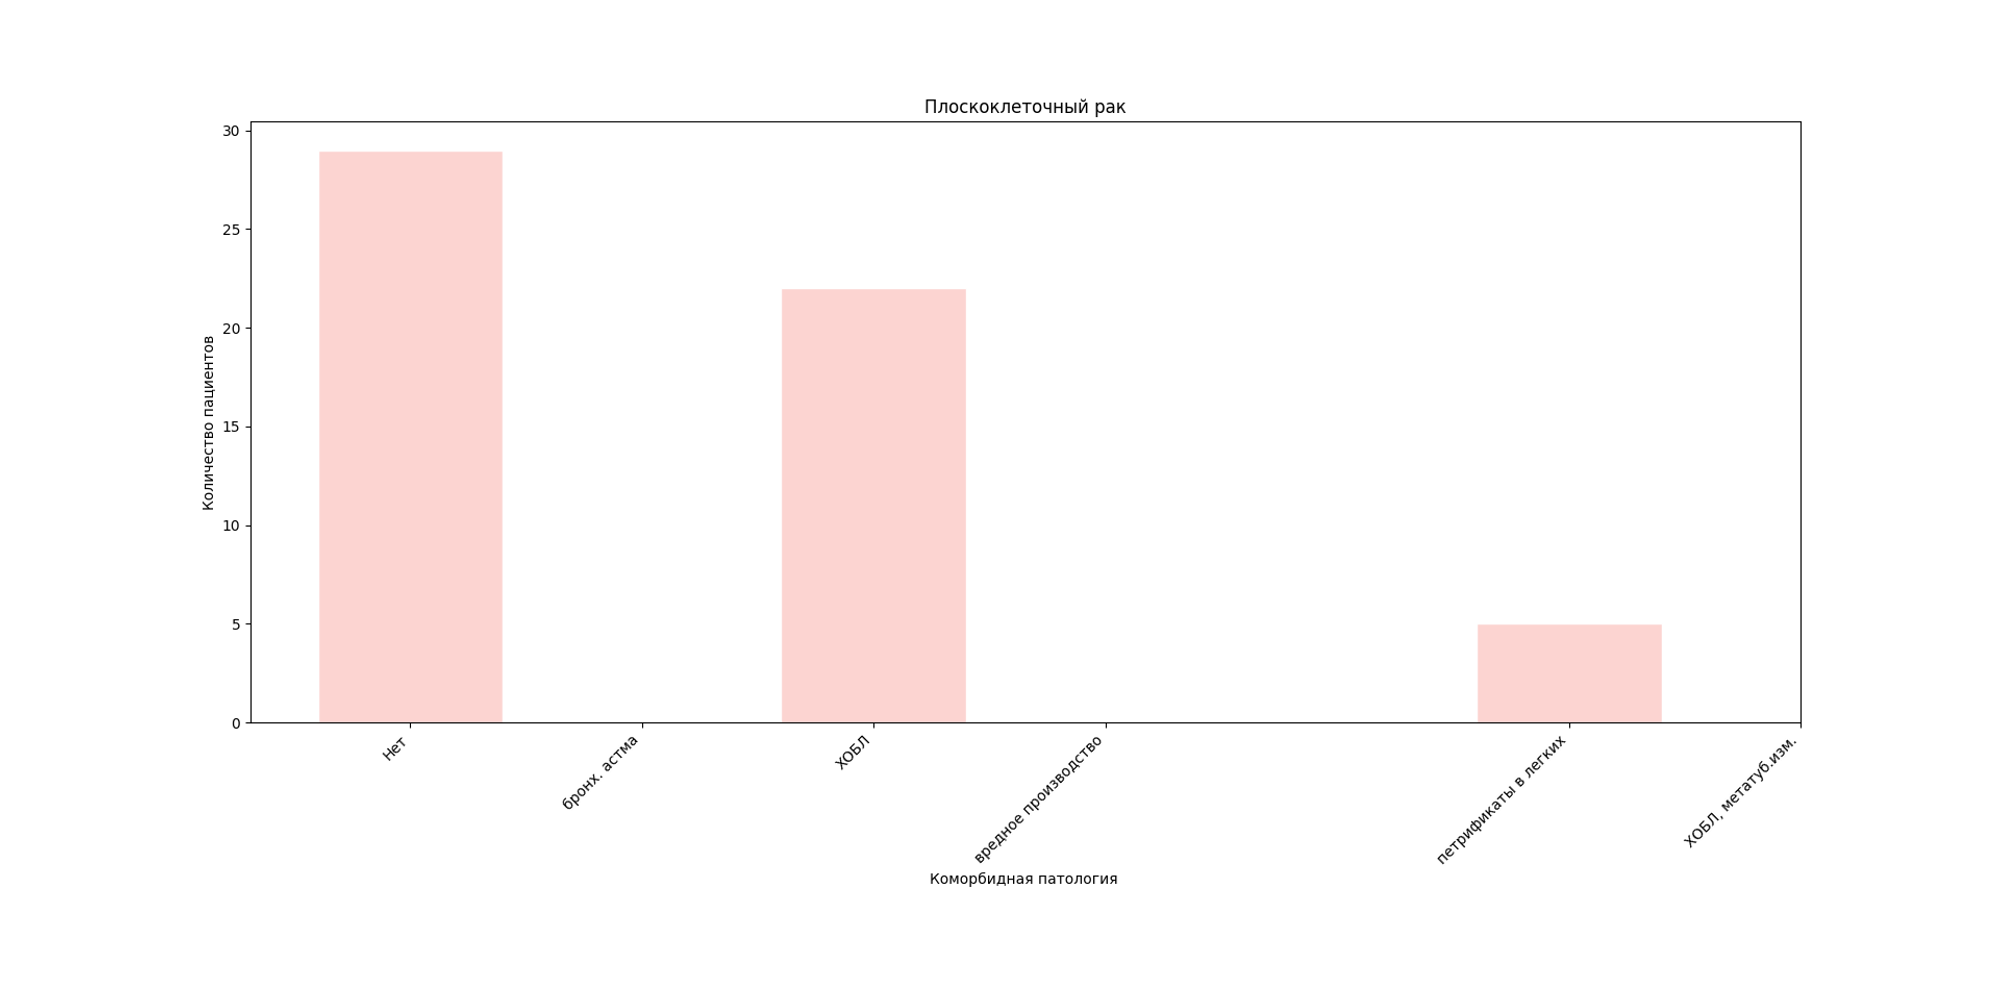 Плоскоклеточный рак
Количество пациентов
30
25
20
15
10
5
0
Нет
бронх. астма
ХОБЛ
вредное производство
петрификаты в легких
ХОБЛ, метатуб.изм.
Коморбидная патология